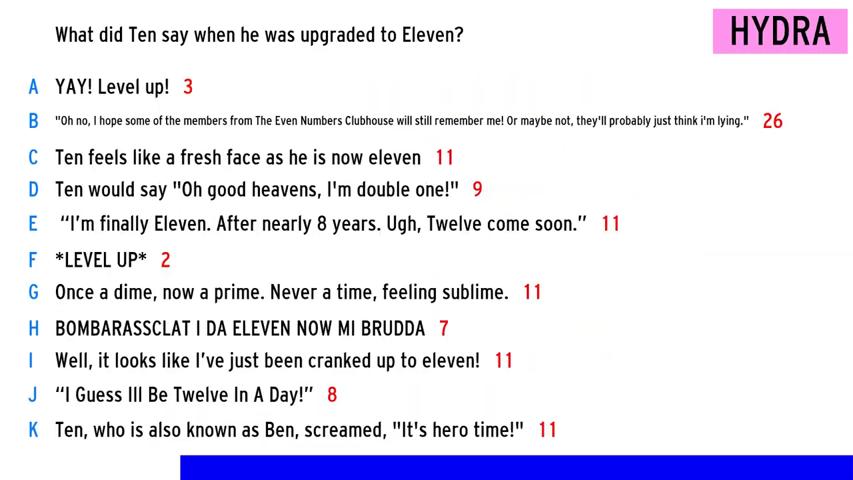 HYDRA
What did Ten say when he was upgraded to Eleven?
A YAY! Level up! 3
B "Oh no, I hope some of the members from The Even Numbers Clubhouse will still remember me! Or maybe not, they'll probably just think i'm lying." 26
C Ten feels like a fresh face as he is now eleven 11
D Ten would say "Oh good heavens, I'm double one!" 9
E “I’m finally Eleven. After nearly 8 years. Ugh, Twelve come soon.” 11
F *LEVEL UP* 2
G Once a dime, now a prime. Never a time, feeling sublime. 11
H BOMBARASSCLAT I DA ELEVEN NOW MI BRUDDA 7
I Well, it looks like I’ve just been cranked up to eleven! 11
J “I Guess Ill Be Twelve In A Day!” 8
K Ten, who is also known as Ben, screamed, "It's hero time!" 11